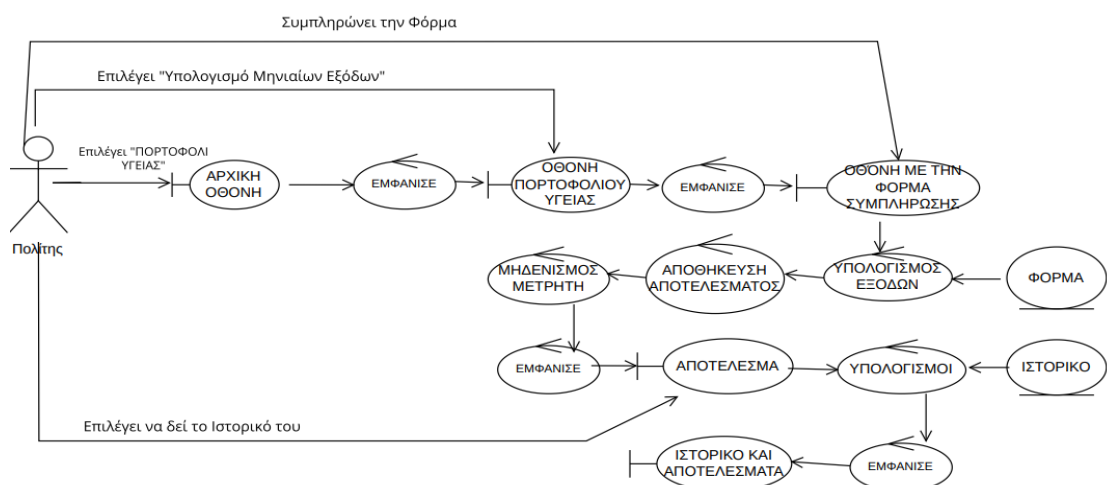 Συμπληρώνει την Φόρμα
Επιλέγει "Υπολογισμό Μηνιαίων Εξόδων"
Επιλέγει "ΠΟΡΤΟΦΟΛΙ
ΥΓΕΙΑΣ"
ΑΡΧΙΚΗ
ΟΘΟΝΗ
ΕΜΦΑΝΙΣΕ
ΟΘΟΝΗ
ΠΟΡΤΟΦΟΛΙΟΥ
ΥΓΕΙΑΣ
ΕΜΦΑΝΙΣΕ
ΟΘΟΝΗ ΜΕ ΤΗΝ
ΦΟΡΜΑ
ΣΥΜΠΛΗΡΩΣΗΣ
Πολίτης
ΜΗΔΕΝΙΣΜΟΣ
ΜΕΤΡΗΤΗ
ΑΠΟΘΗΚΕΥΣΗ
ΑΠΟΤΕΛΕΣΜΑΤΟΣ
ΥΠΟΛΟΓΙΣΜΟΣ
ΕΞΟΔΩΝ
ΦΟΡΜΑ
ΕΜΦΑΝΙΣΕ
ΑΠΟΤΕΛΕΣΜΑ
ΥΠΟΛΟΓΙΣΜΟΙ
ΙΣΤΟΡΙΚΟ
Επιλέγει να δεί το Ιστορικό του
ΙΣΤΟΡΙΚΟ ΚΑΙ
ΑΠΟΤΕΛΕΣΜΑΤΑ
ΕΜΦΑΝΙΣΕ